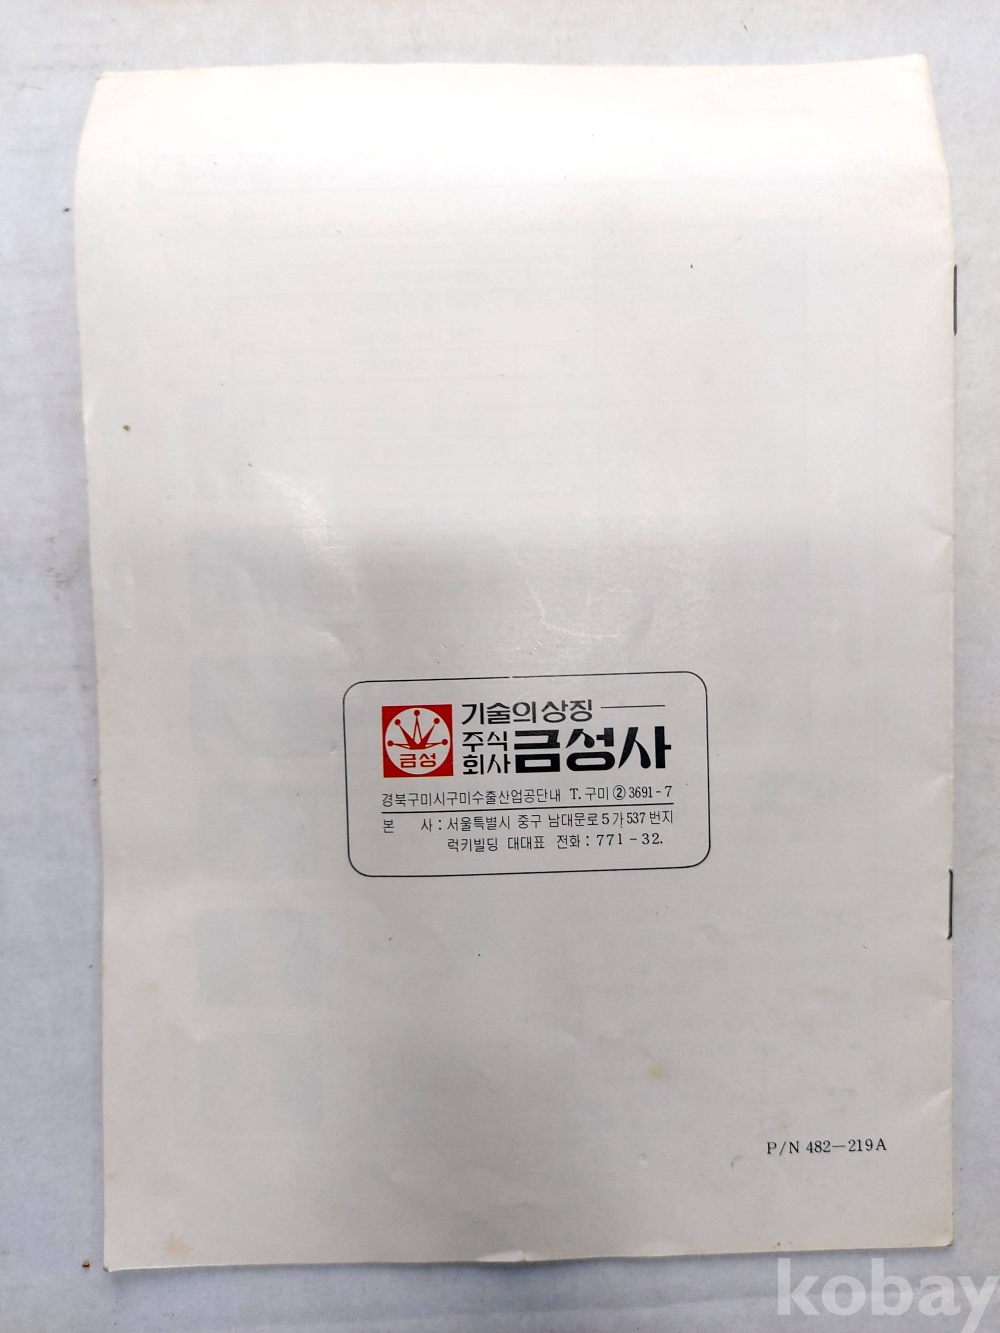 기술의 상징
주식회사 금성사
금성
경북구미시구미수출산업공단내 T. 구미 ② 3691-7
본 사 : 서울특별시 중구 남대문로 5가 537 번지
럭키빌딩 대대표 전화 : 771-32.
P/N 482-219A
kobay